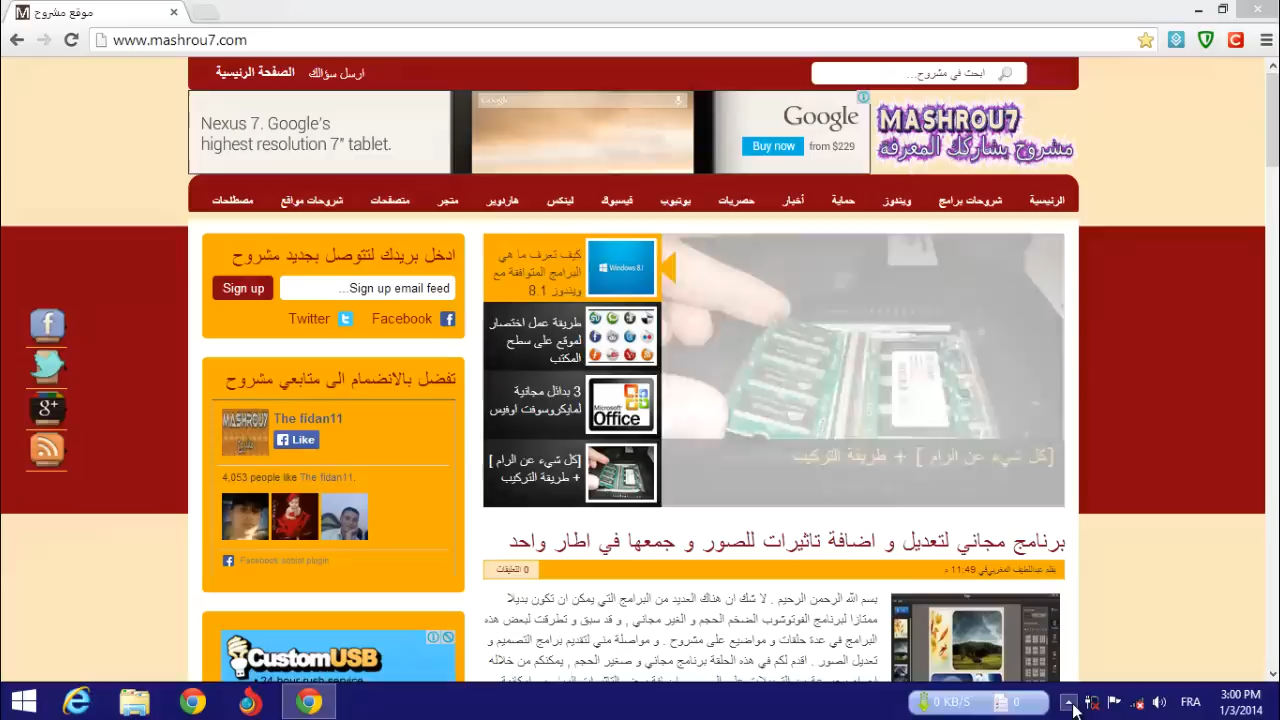 موقع مشروح
www.mashrou7.com
الصفحة الرئيسية
ارسل سؤالك
ابحث في مشروح...
Nexus 7. Google's
highest resolution 7" tablet.
Google
Google
Buy now
from $229
MASHROU7
مشروح يشاركك المعرفة
الرئيسية شروحات برامج ويندوز حماية أخبار حصريات يوتيوب فيسبوك لينكس هاردوير متجر متصفحات شروحات مواقع مصطلحات
ادخل بريدك لتتوصل بجديد مشروح
Sign up email feed...
Sign up
Twitter
Facebook
تفضل بالانضمام الى متابعي مشروح
The fidan11
Like
4,053 people like The fidan11.
Facebook social plugin
CustomUSB
24-hour rush service
كيف تعرف ما هي
البرامج المتوافقة مع
ويندوز 8.1
Windows 8.1
طريقة عمل اختصار
لموقع على سطح
المكتب
3 بدائل مجانية
لمايكروسوفت اوفيس
Microsoft
Office
[كل شيء عن الرام ]
+ طريقة التركيب
[كل شيء عن الرام ] + طريقة التركيب
برنامج مجاني لتعديل و اضافة تاثيرات للصور و جمعها في اطار واحد
بقلم عبداللطيف المغربي في 11:49 م
0 التعليقات
بسم الله الرحمن الرحيم . لا شك ان هناك العديد من البرامج التي يمكن ان تكون بديلا
ممتازا لبرنامج الفوتوشوب الضخم الحجم و الغير مجاني , و قد سبق و تطرقت لبعض هذه
البرامج في عدة حلقات و مواضيع على مشروح . و مواصلة مني لتقديم برامج التصميم و
تعديل الصور . اقدم لكم في هذه الحلقة برنامج مجاني و صغير الحجم , يمكنكم من خلاله
0 KB/S
0
FRA
3:00 PM
1/3/2014